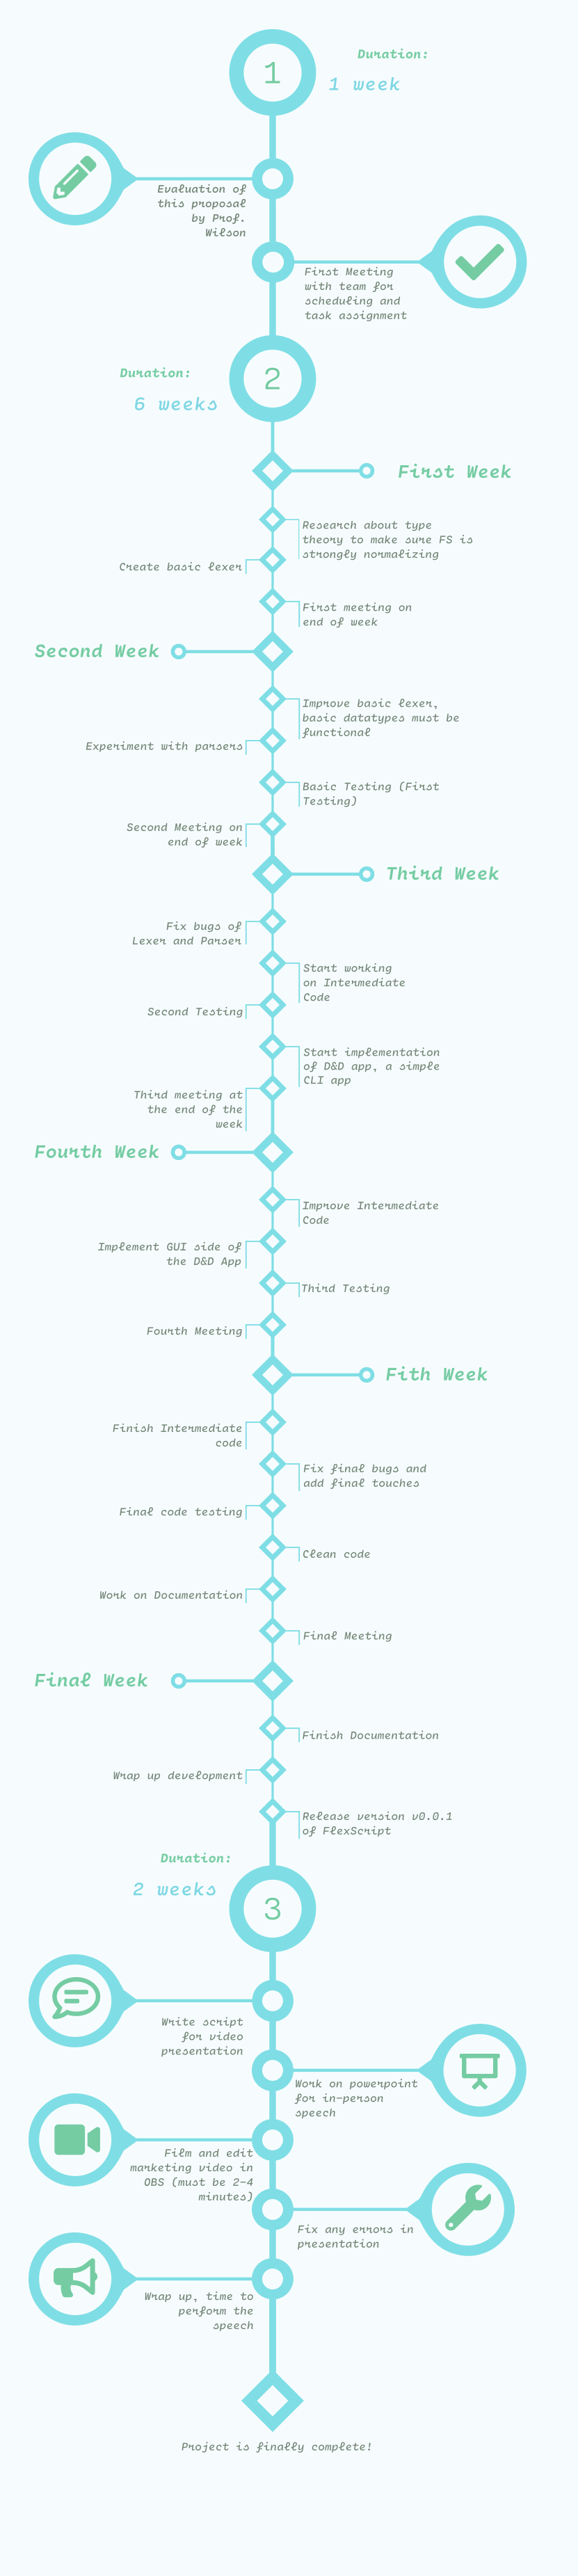 1
Duration:
1 week
Evaluation of
this proposal
by Prof.
Wilson
First Meeting
with team for
scheduling and
task assignment
2
Duration:
6 weeks
First Week
Research about type
theory to make sure FS is
strongly normalizing
Create basic lexer
First meeting on
end of week
Second Week
Improve basic lexer,
basic datatypes must be
functional
Experiment with parsers
Basic Testing (First
Testing)
Second Meeting on
end of week
Third Week
Fix bugs of
Lexer and Parser
Start working
on Intermediate
Code
Second Testing
Start implementation
of D&D app, a simple
CLI app
Third meeting at
the end of the
week
Fourth Week
Improve Intermediate
Code
Implement GUI side of
the D&D App
Third Testing
Fourth Meeting
Fith Week
Finish Intermediate
code
Fix final bugs and
add final touches
Final code testing
Clean code
Work on Documentation
Final Meeting
Final Week
Finish Documentation
Wrap up development
Release version v0.0.1
of FlexScript
Duration:
2 weeks
3
Write script
for video
presentation
Work on powerpoint
for in-person
speech
Film and edit
marketing video in
OBS (must be 2-4
minutes)
Fix any errors in
presentation
Wrap up, time to
perform the
speech
Project is finally complete!